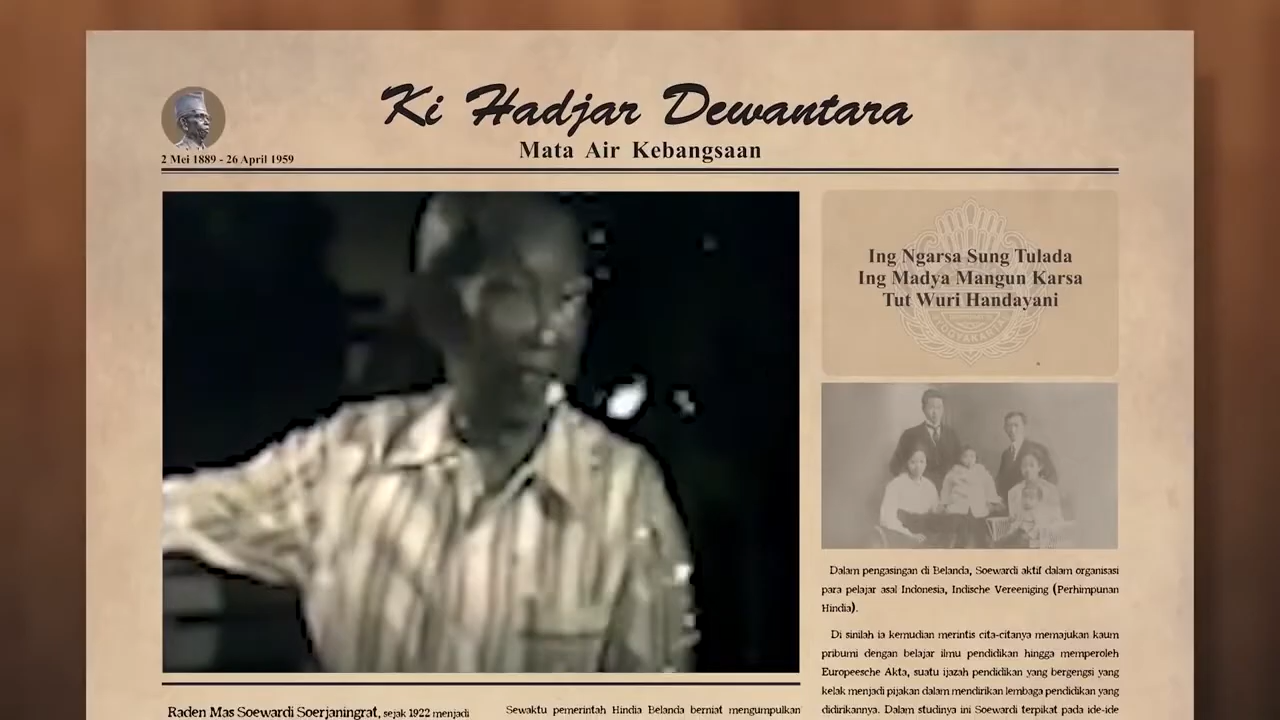 Ki Hadjar Dewantara
Mata Air Kebangsaan
2 Mei 1889 - 26 April 1959
Ing Ngarsa Sung Tulada
Ing Madya Mangun Karsa
Tut Wuri Handayani
YOGYAKARTA
Dalam pengasingan di Belanda, Soewardi aktif dalam organisasi
para pelajar asal Indonesia, Indische Vereeniging (Perhimpunan
Hindia).
Di sinilah ia kemudian merintis cita-citanya memajukan kaum
pribumi dengan belajar ilmu pendidikan hingga memperoleh
Europeesche Akta, suatu ijazah pendidikan yang bergengsi yang
kelak menjadi pijakan dalam mendirikan lembaga pendidikan yang
didirikannya. Dalam studinya ini Soewardi terpikat pada ide-ide
Raden Mas Soewardi Soerjaningrat, sejak 1922 menjadi
Sewaktu pemerintah Hindia Belanda berniat mengumpulkan